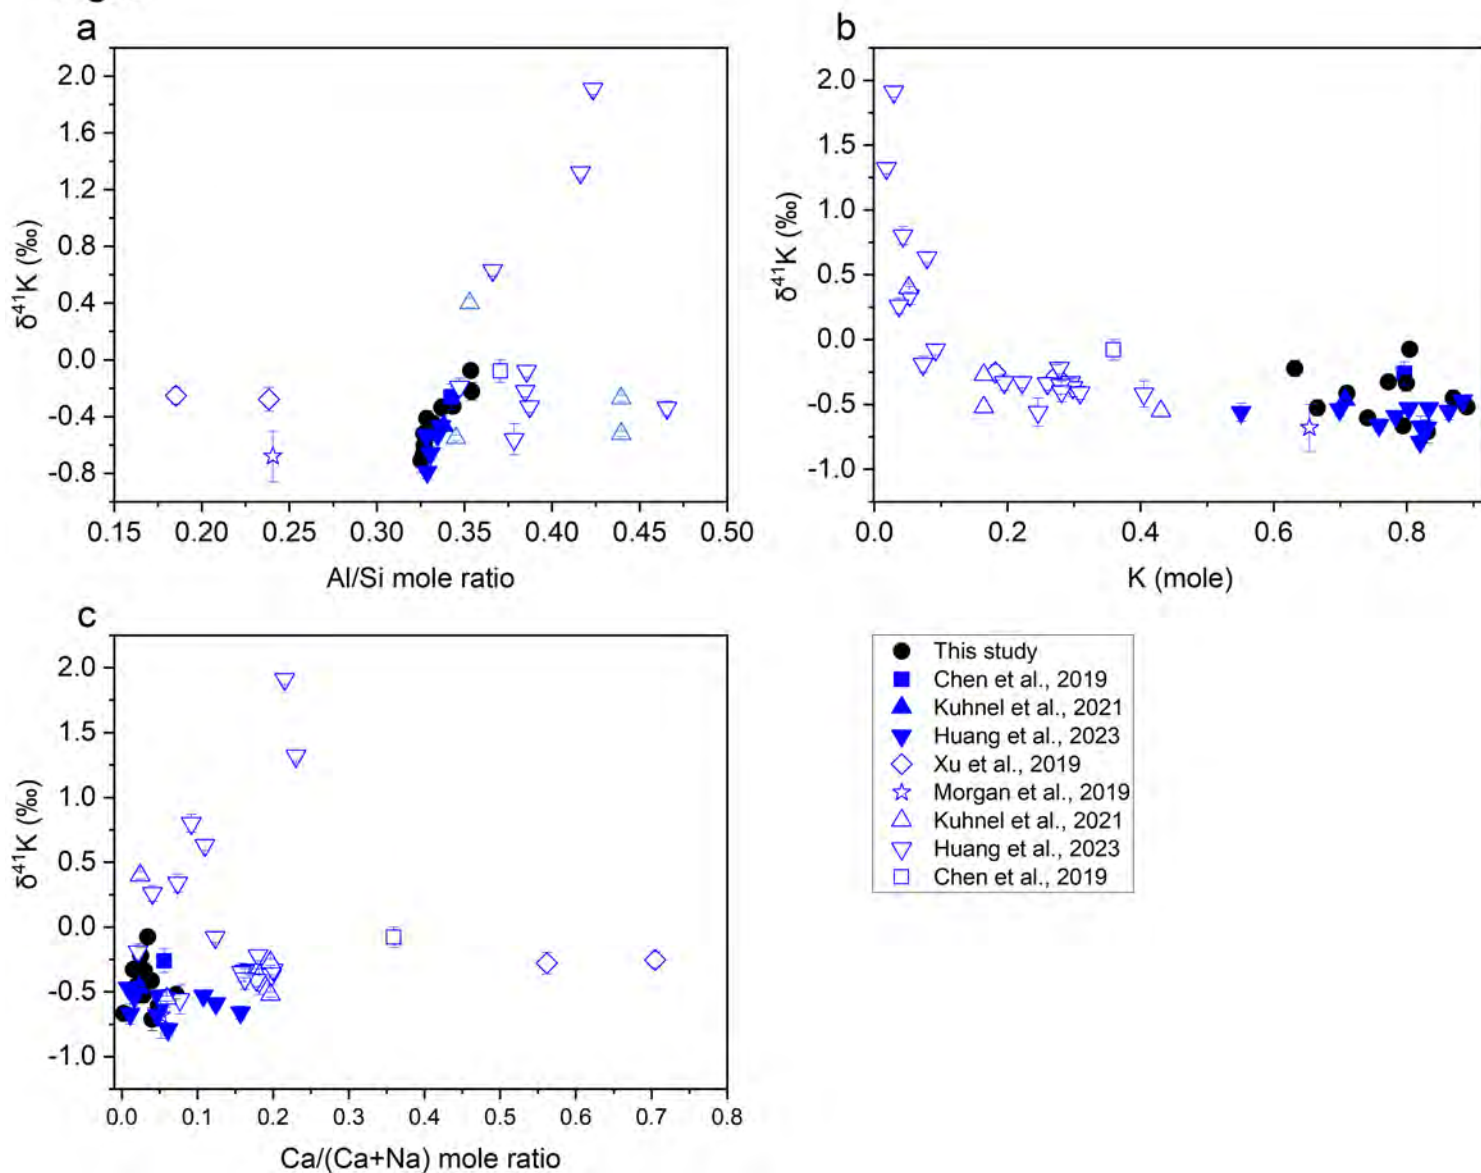 a
2.0
1.6
1.2
0.8
0.4
0.0
-0.4
-0.8
δ⁴¹K (‰)
0.15 0.20 0.25 0.30 0.35 0.40 0.45 0.50
Al/Si mole ratio
b
2.0
1.5
1.0
0.5
0.0
-0.5
-1.0
δ⁴¹K (‰)
0.0 0.2 0.4 0.6 0.8
K (mole)
c
2.0
1.5
1.0
0.5
0.0
-0.5
-1.0
δ⁴¹K (‰)
0.0 0.1 0.2 0.3 0.4 0.5 0.6 0.7 0.8
Ca/(Ca+Na) mole ratio
This study
Chen et al., 2019
Kuhnel et al., 2021
Huang et al., 2023
Xu et al., 2019
Morgan et al., 2019
Kuhnel et al., 2021
Huang et al., 2023
Chen et al., 2019